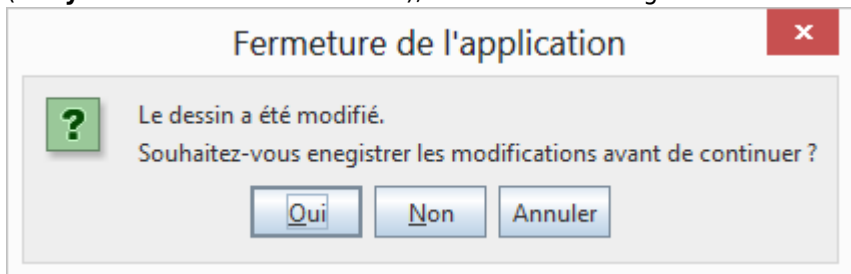 Fermeture de l'application
x
?
Le dessin a été modifié.
Souhaitez-vous enegistrer les modifications avant de continuer ?
Oui Non Annuler